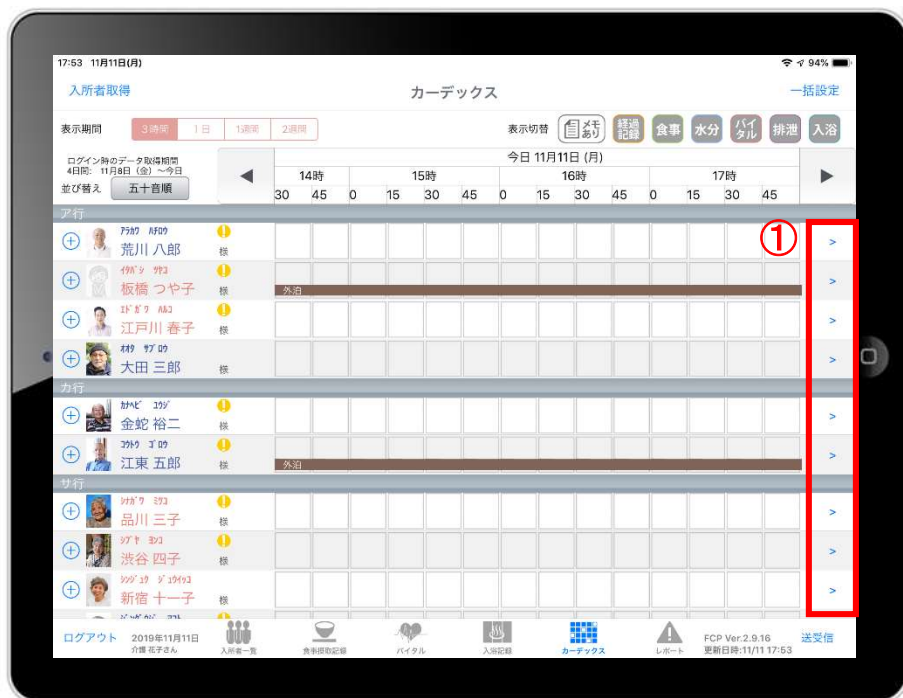 17:53 11月11日(月)
94%
入所者取得
カーデックス
一括設定
表示期間
3時間 1日 1週間 2週間
表示切替
メモあり
経過記録
食事
水分
バイタル
排泄
入浴
ログイン時のデータ取得期間
4日間: 11月8日 (金) ～今日
並び替え
五十音順
◀
今日 11月11日 (月)
▶
14時 15時 16時 17時
30 45 0 15 30 45 0 15 30 45 0 15 30 45
ア行
①
ｱﾗｶﾜ ﾊﾁﾛｳ
荒川 八郎 様 >
ｲﾀﾊﾞｼ ﾂﾔｺ
板橋 つや子 様 外泊 >
ｴﾄﾞｶﾞﾜ ﾊﾙｺ
江戸川 春子 様 >
ｵｵﾀ ｻﾌﾞﾛｳ
大田 三郎 様 >
カ行
ｶﾅﾍﾋﾞ ﾕｳｼﾞ
金蛇 裕二 様 >
ｺｳﾄｳ ｺﾞﾛｳ
江東 五郎 様 外泊 >
サ行
ｼﾅｶﾞﾜ ﾐﾂｺ
品川 三子 様 >
ｼﾌﾞﾔ ﾖﾝｺ
渋谷 四子 様 >
ｼﾝｼﾞｭｸ ｼﾞｭｳｲﾁｺ
新宿 十一子 様 >
ログアウト
2019年11月11日
介護 花子さん
入所者一覧
食事摂取記録
バイタル
入浴記録
カーデックス
レポート
FCP Ver.2.9.16
更新日時:11/11 17:53
送受信